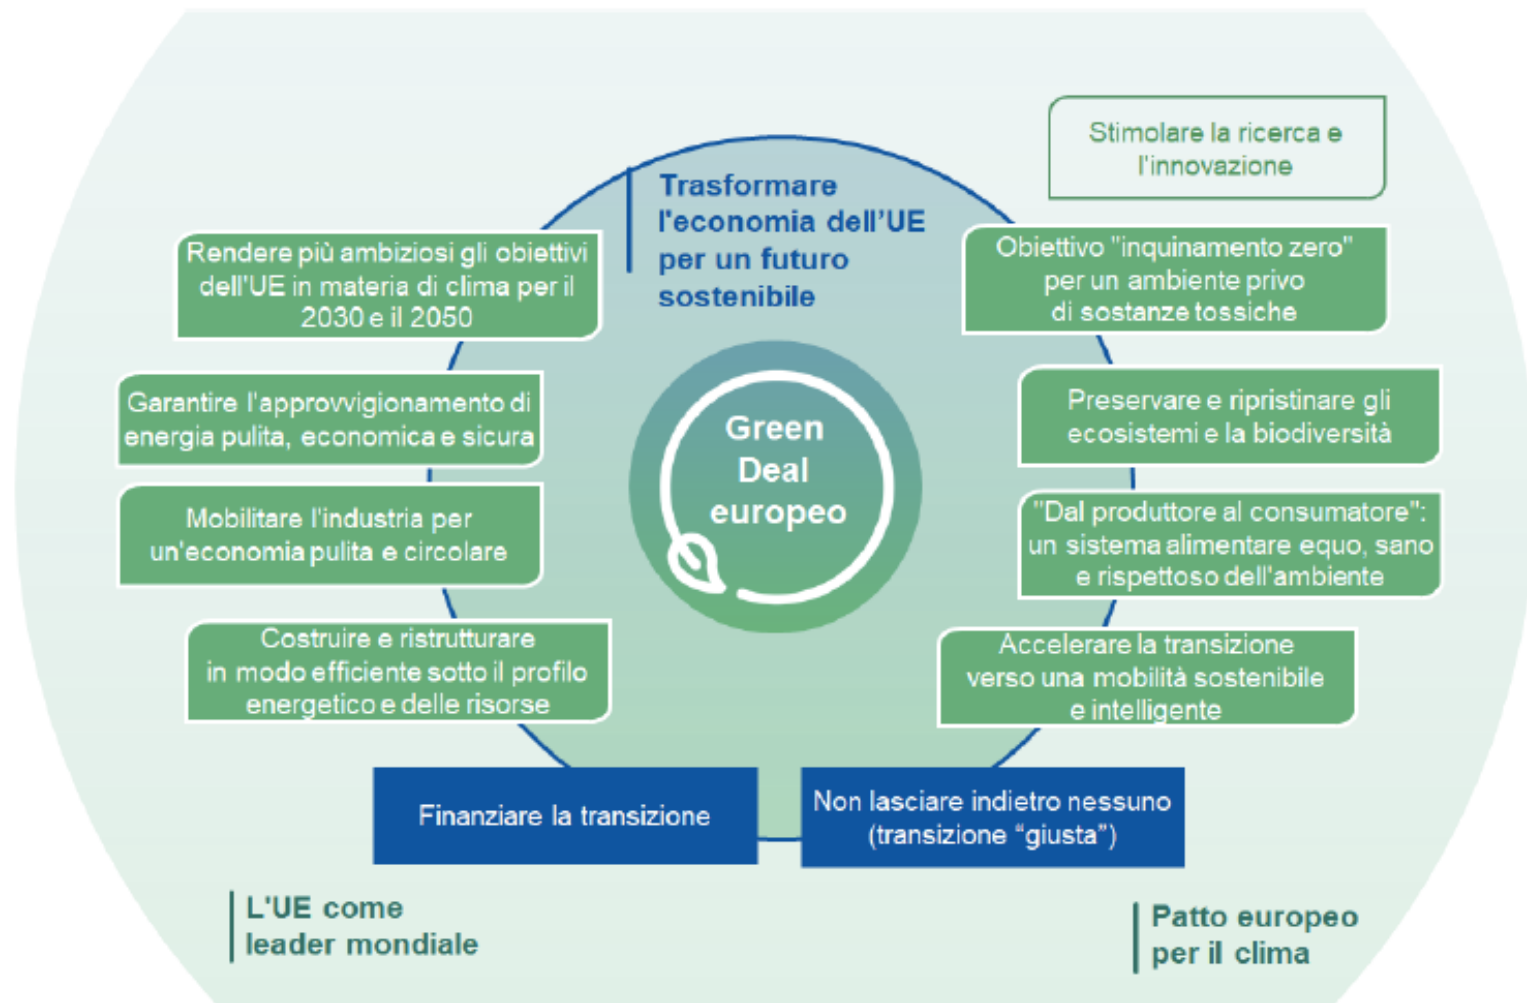 Stimolare la ricerca e
l'innovazione
Trasformare
l'economia dell’UE
per un futuro
sostenibile
Rendere più ambiziosi gli obiettivi
dell'UE in materia di clima per il
2030 e il 2050
Obiettivo "inquinamento zero"
per un ambiente privo
di sostanze tossiche
Garantire l'approvvigionamento di
energia pulita, economica e sicura
Preservare e ripristinare gli
ecosistemi e la biodiversità
Green
Deal
europeo
Mobilitare l'industria per
un'economia pulita e circolare
"Dal produttore al consumatore":
un sistema alimentare equo, sano
e rispettoso dell'ambiente
Costruire e ristrutturare
in modo efficiente sotto il profilo
energetico e delle risorse
Accelerare la transizione
verso una mobilità sostenibile
e intelligente
Finanziare la transizione
Non lasciare indietro nessuno
(transizione “giusta”)
L'UE come
leader mondiale
Patto europeo
per il clima